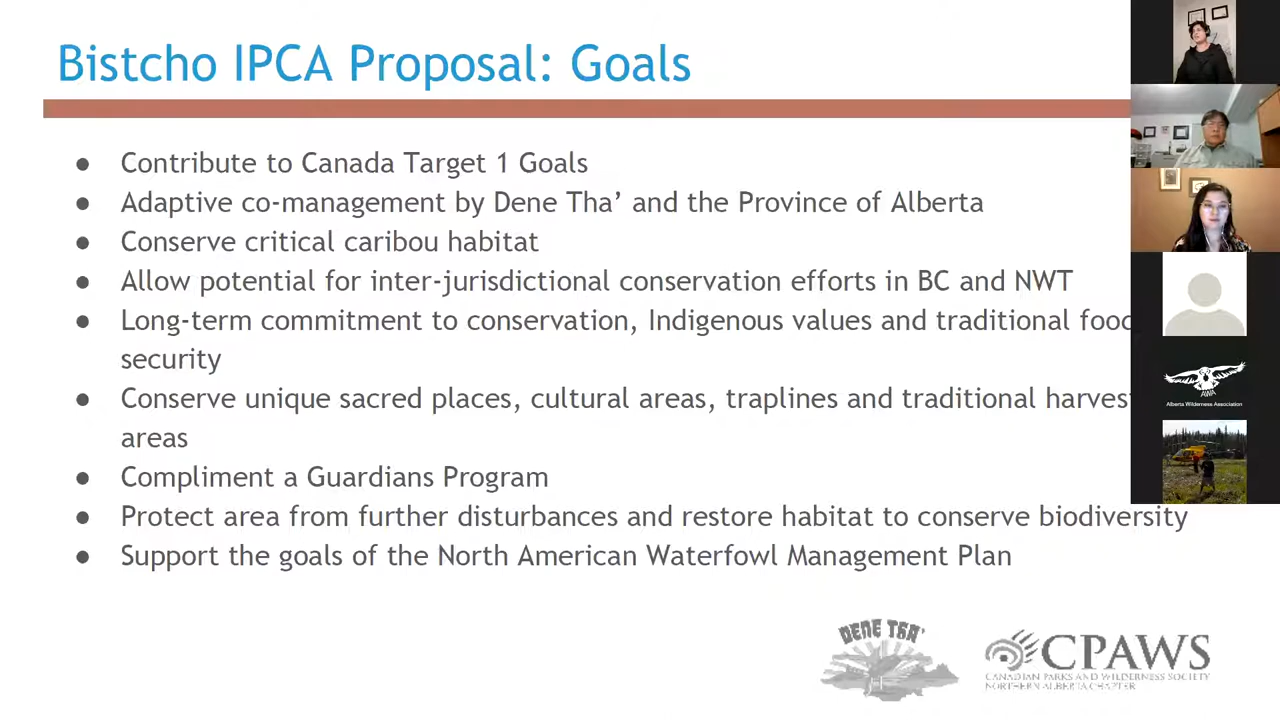 Bistcho IPCA Proposal: Goals
● Contribute to Canada Target 1 Goals
● Adaptive co-management by Dene Tha’ and the Province of Alberta
● Conserve critical caribou habitat
● Allow potential for inter-jurisdictional conservation efforts in BC and NWT
● Long-term commitment to conservation, Indigenous values and traditional food
security
● Conserve unique sacred places, cultural areas, traplines and traditional harvest
areas
● Compliment a Guardians Program
● Protect area from further disturbances and restore habitat to conserve biodiversity
● Support the goals of the North American Waterfowl Management Plan
AWA
Alberta Wilderness Association
DENE THA'
CPAWS
CANADIAN PARKS AND WILDERNESS SOCIETY
NORTHERN ALBERTA CHAPTER